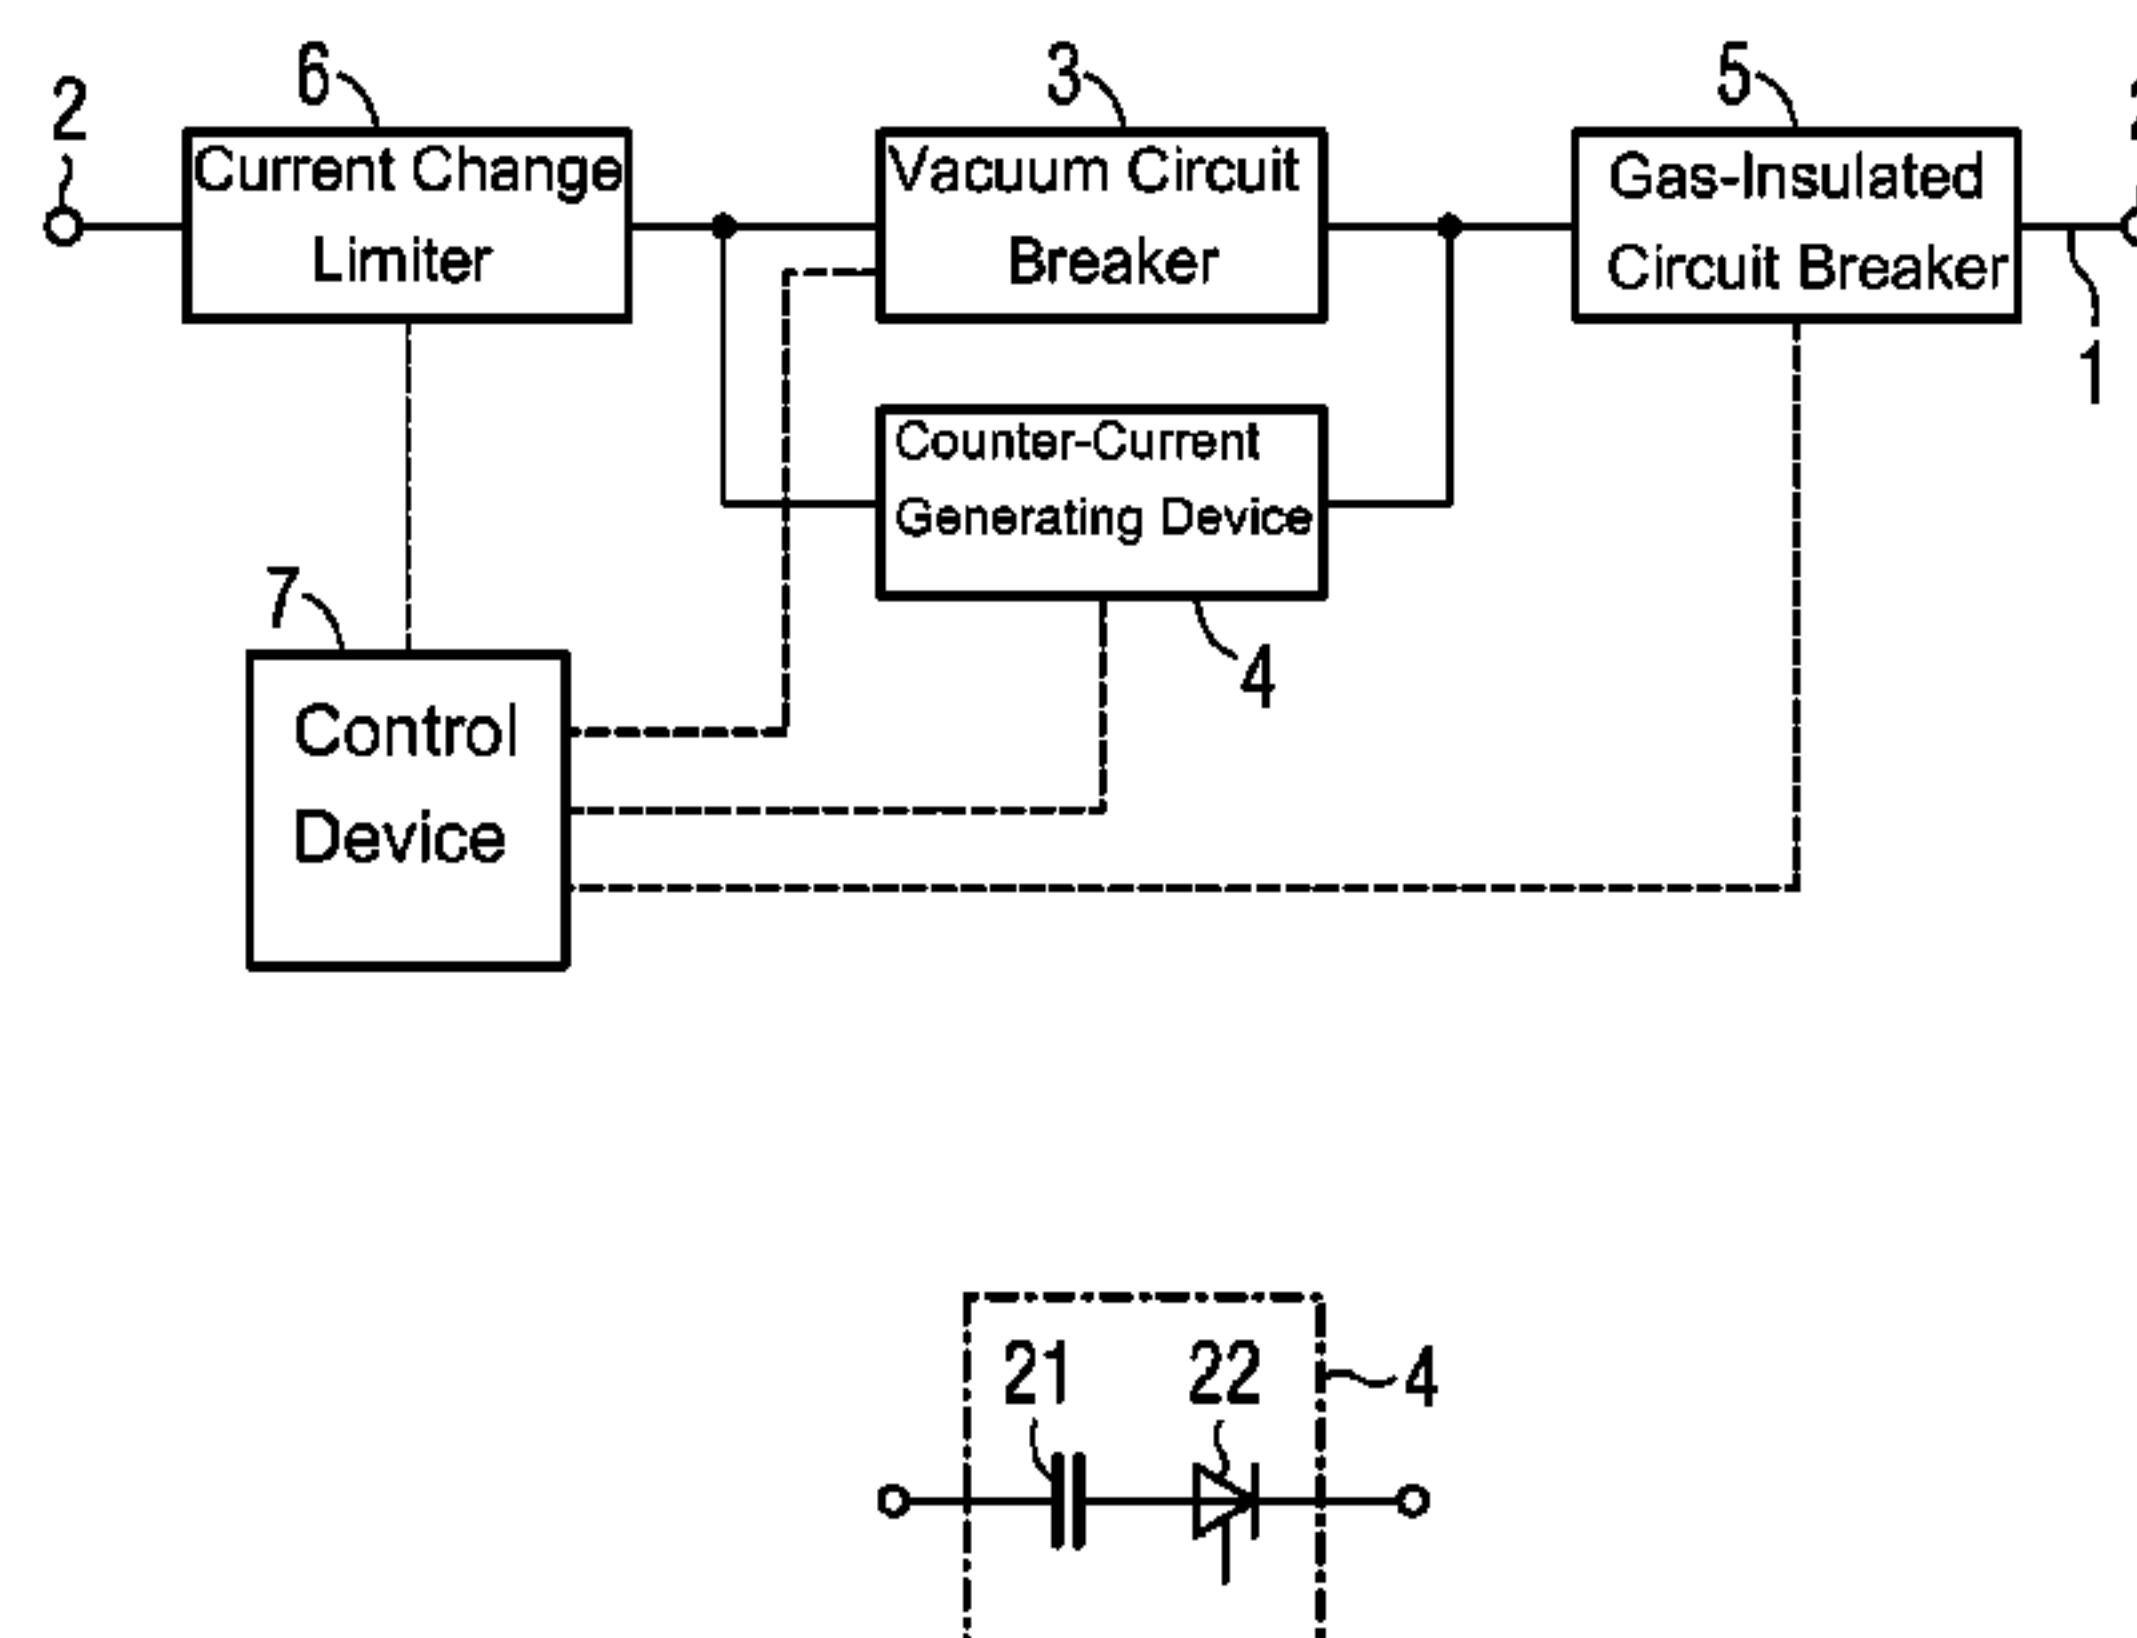 2
6
3
5
Current Change
Limiter
Vacuum Circuit
Breaker
Gas-Insulated
Circuit Breaker
1
Counter-Current
Generating Device
4
7
Control
Device
21
22
4